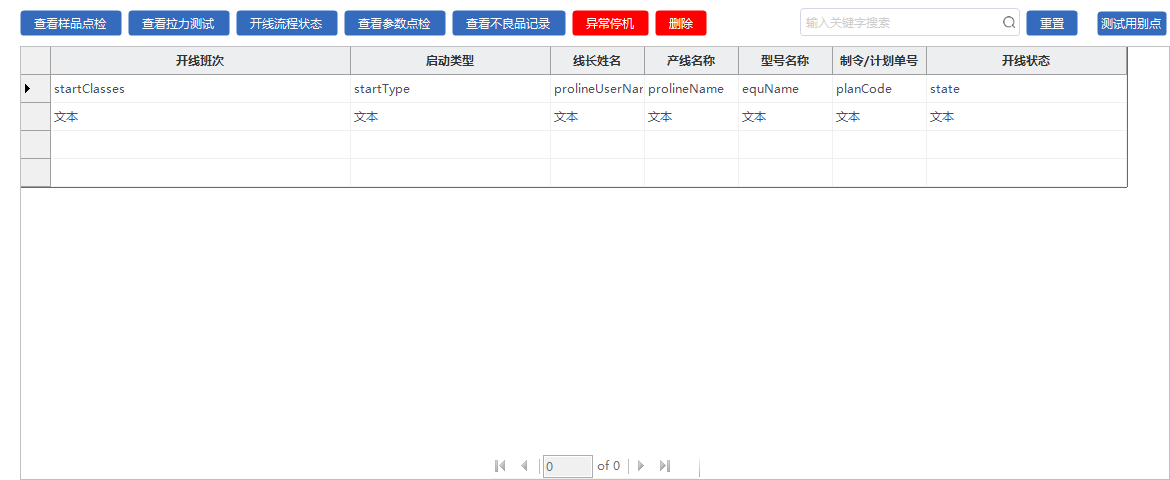 查看样品点检 查看拉力测试 开线流程状态 查看参数点检 查看不良品记录 异常停机 删除 输入关键字搜索 重置 测试用别点
开线班次 启动类型 线长姓名 产线名称 型号名称 制令/计划单号 开线状态
startClasses startType prolineUserNar prolineName equName planCode state
文本 文本 文本 文本 文本 文本 文本
0 of 0